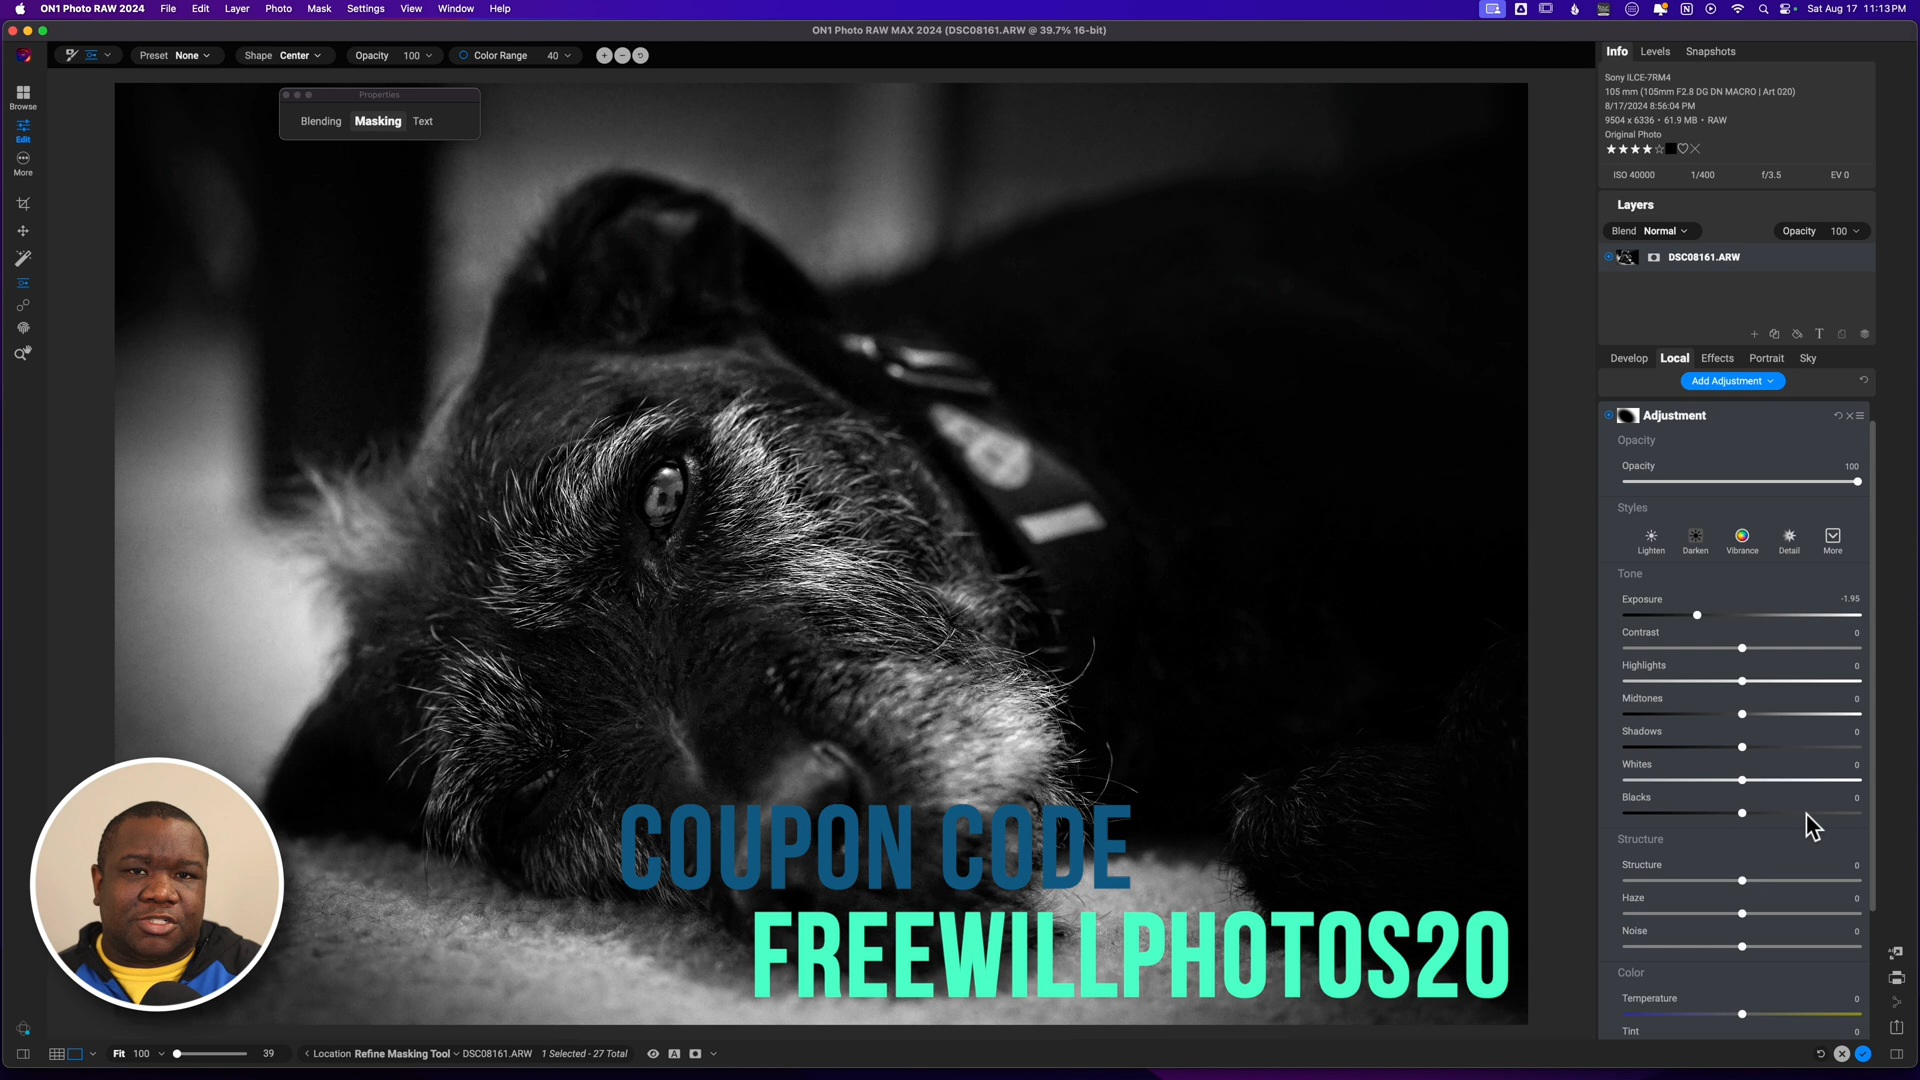 ON1 Photo RAW 2024 File Edit Layer Photo Mask Settings View Window Help Sat Aug 17 11:13 PM
ON1 Photo RAW MAX 2024 (DSC08161.ARW @ 39.7% 16-bit)
Preset None Shape Center Opacity 100 Color Range 40
Properties
Blending Masking Text
Browse
Edit
More
Info Levels Snapshots
Sony ILCE-7RM4
105 mm (105mm F2.8 DG DN MACRO | Art 020)
8/17/2024 8:56:04 PM
9504 x 6336 • 61.9 MB • RAW
Original Photo
ISO 40000 1/400 f/3.5 EV 0
Layers
Blend Normal Opacity 100
DSC08161.ARW
Develop Local Effects Portrait Sky
Add Adjustment
Adjustment
Opacity
Opacity 100
Styles
Lighten Darken Vibrance Detail More
Tone
Exposure -1.95
Contrast 0
Highlights 0
Midtones 0
Shadows 0
Whites 0
Blacks 0
Structure
Structure 0
Haze 0
Noise 0
Color
Temperature 0
Tint 0
COUPON CODE
FREEWILLPHOTOS20
Fit 100 39 Location Refine Masking Tool DSC08161.ARW 1 Selected - 27 Total